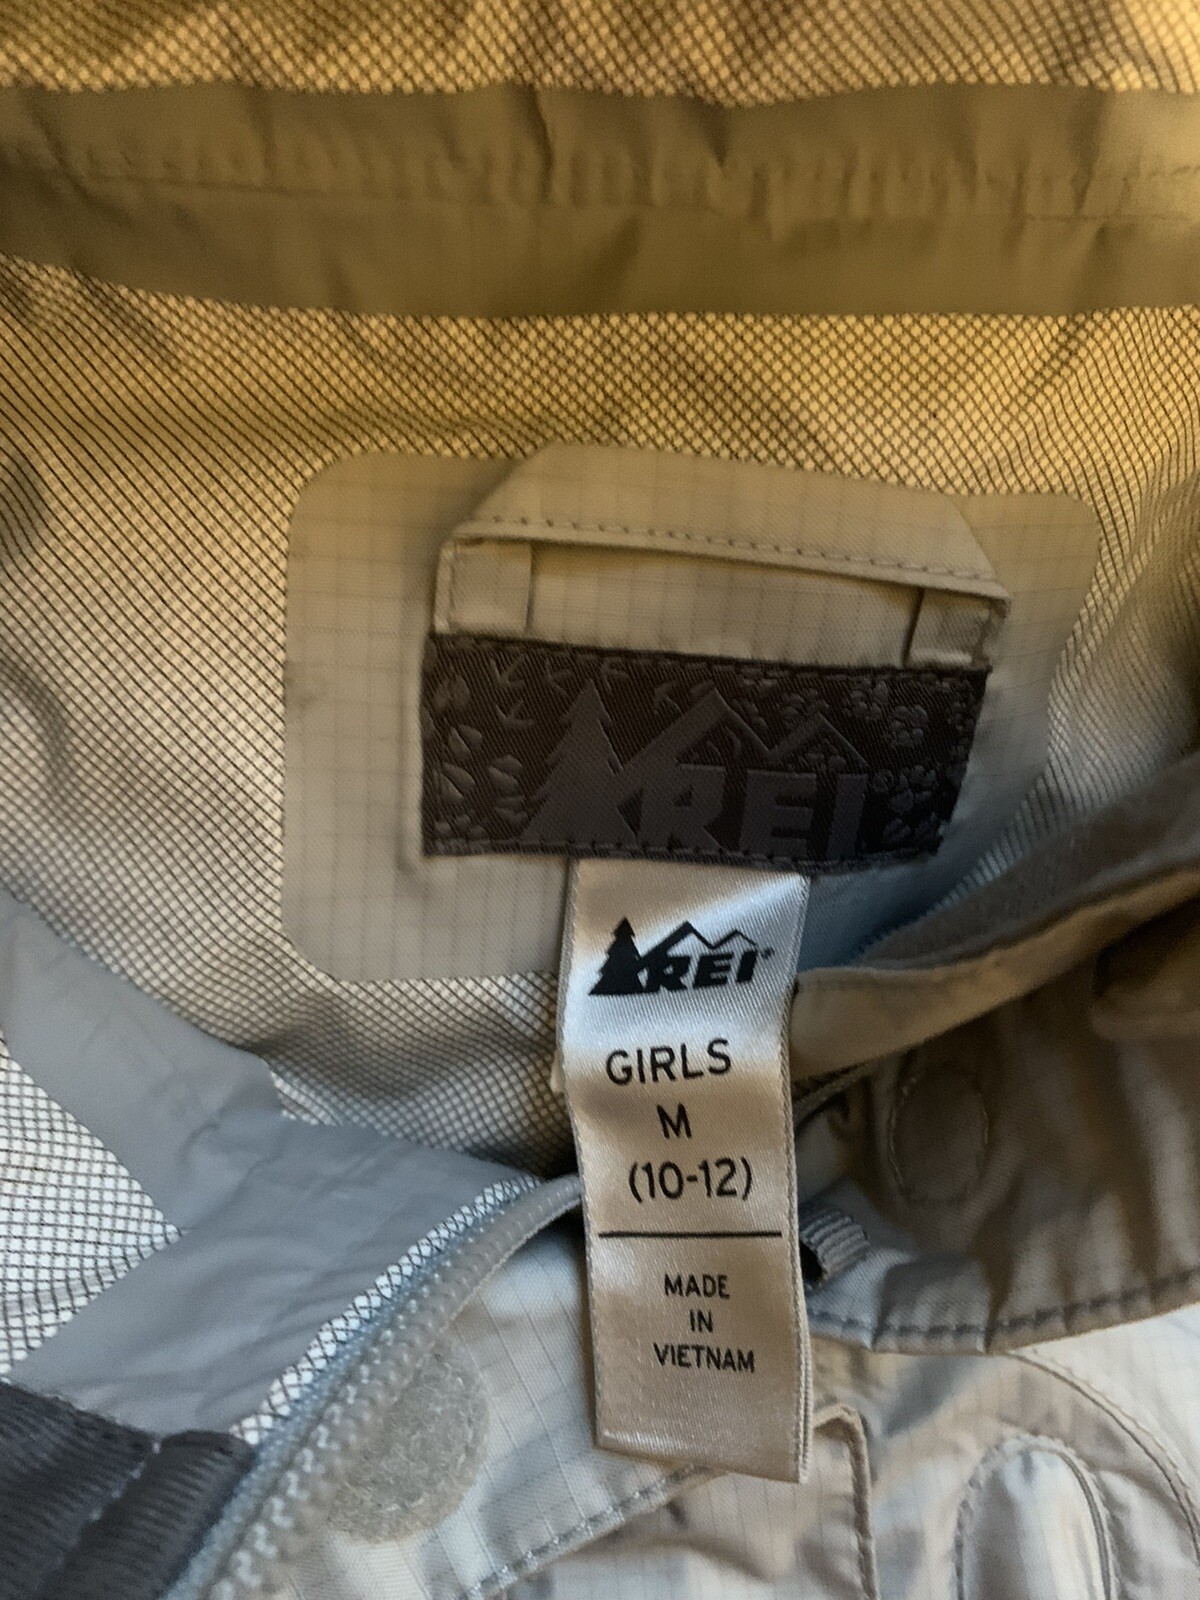 REI
REI®
GIRLS
M
(10-12)
MADE
IN
VIETNAM